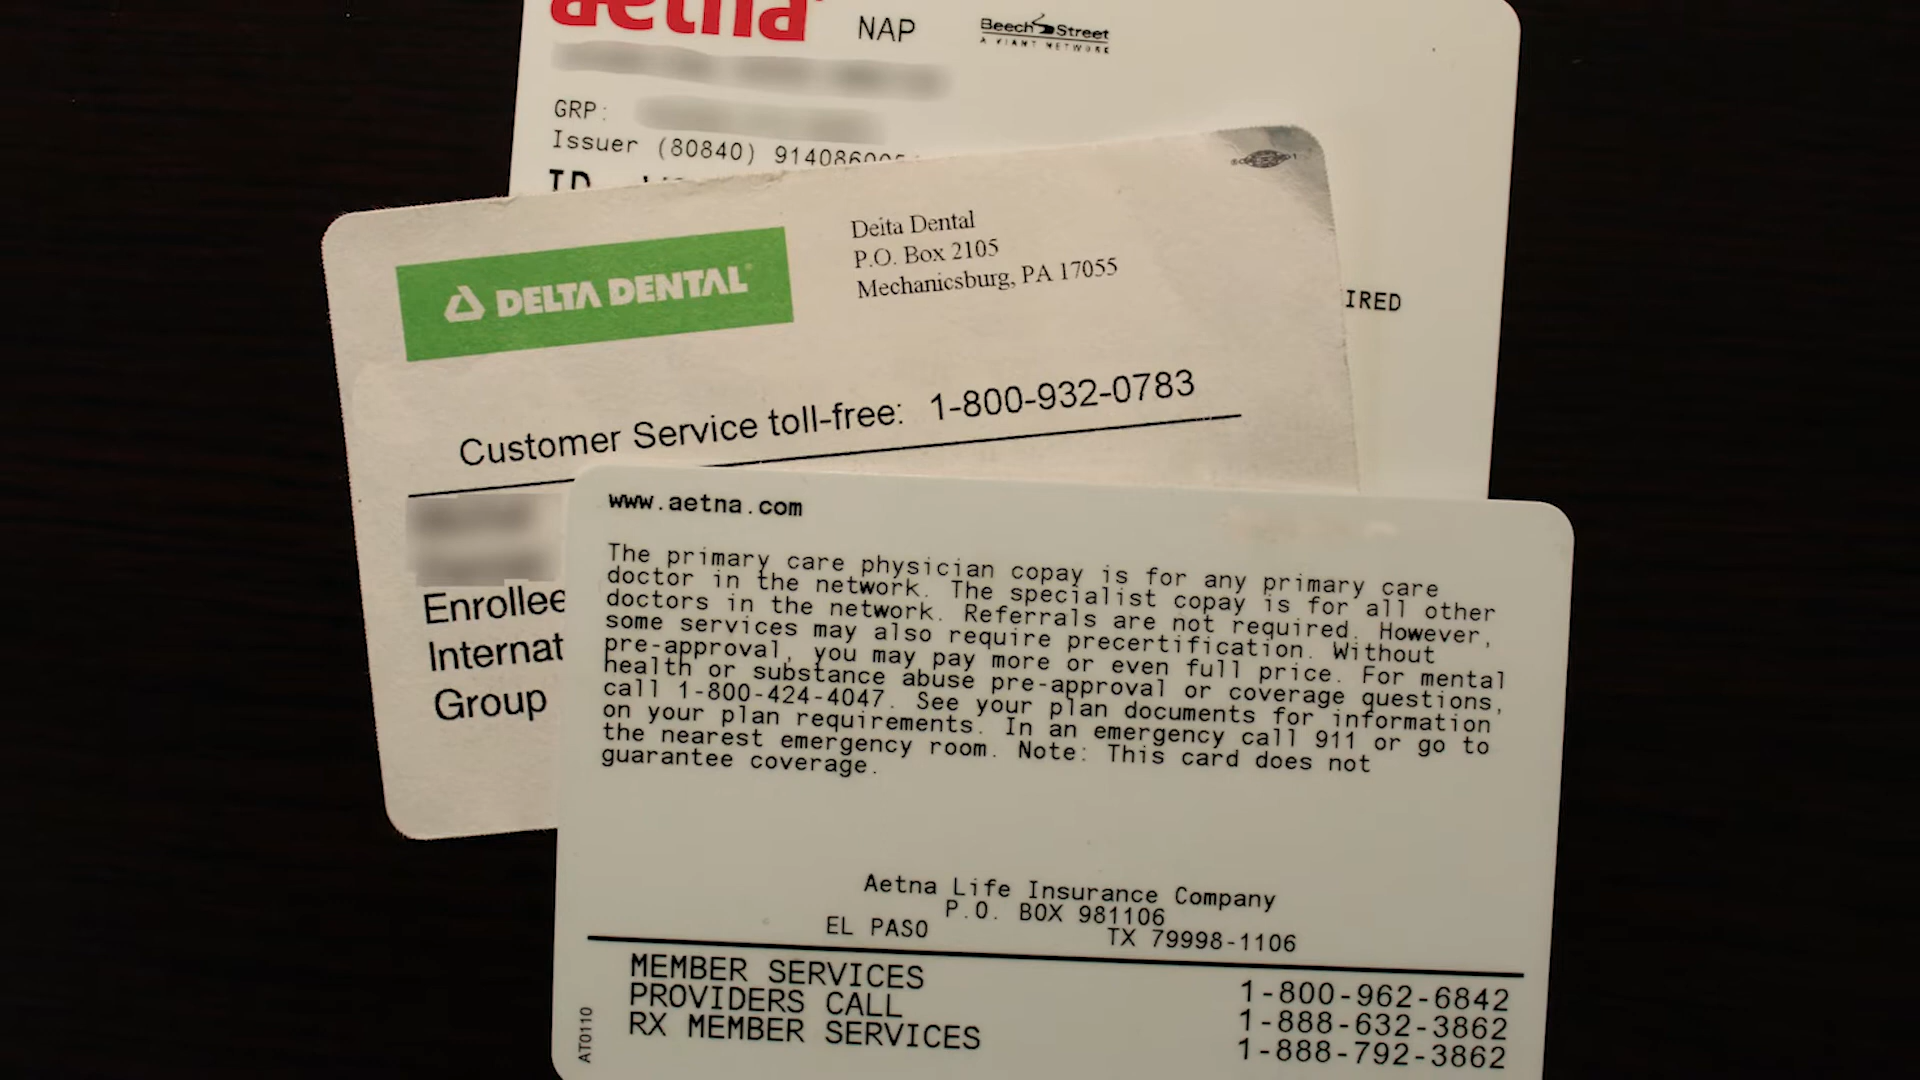 aetna
NAP
Beech Street
A VIANT NETWORK
GRP:
Issuer (80840) 9140860
ID
IRED
DELTA DENTAL
Deita Dental
P.O. Box 2105
Mechanicsburg, PA 17055
Customer Service toll-free: 1-800-932-0783
Enrollee
Internat
Group
www.aetna.com
The primary care physician copay is for any primary care
doctor in the network. The specialist copay is for all other
doctors in the network. Referrals are not required. However,
some services may also require precertification. Without
pre-approval, you may pay more or even full price. For mental
health or substance abuse pre-approval or coverage questions,
call 1-800-424-4047. See your plan documents for information
on your plan requirements. In an emergency call 911 or go to
the nearest emergency room. Note: This card does not
guarantee coverage.
Aetna Life Insurance Company
P.O. BOX 981106
EL PASO TX 79998-1106
MEMBER SERVICES 1-800-962-6842
PROVIDERS CALL 1-888-632-3862
RX MEMBER SERVICES 1-888-792-3862
AT0110